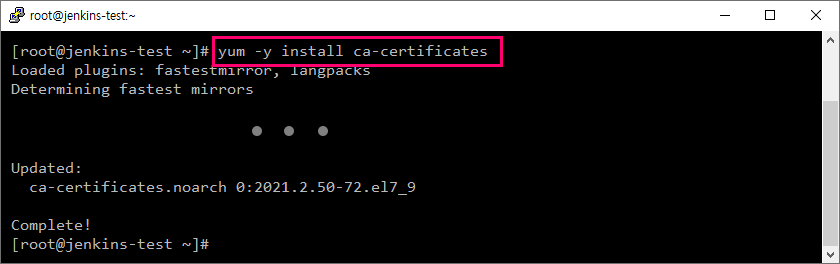 root@jenkins-test:~
[root@jenkins-test ~]# yum -y install ca-certificates
Loaded plugins: fastestmirror, langpacks
Determining fastest mirrors
Updated:
  ca-certificates.noarch 0:2021.2.50-72.el7_9
Complete!
[root@jenkins-test ~]#